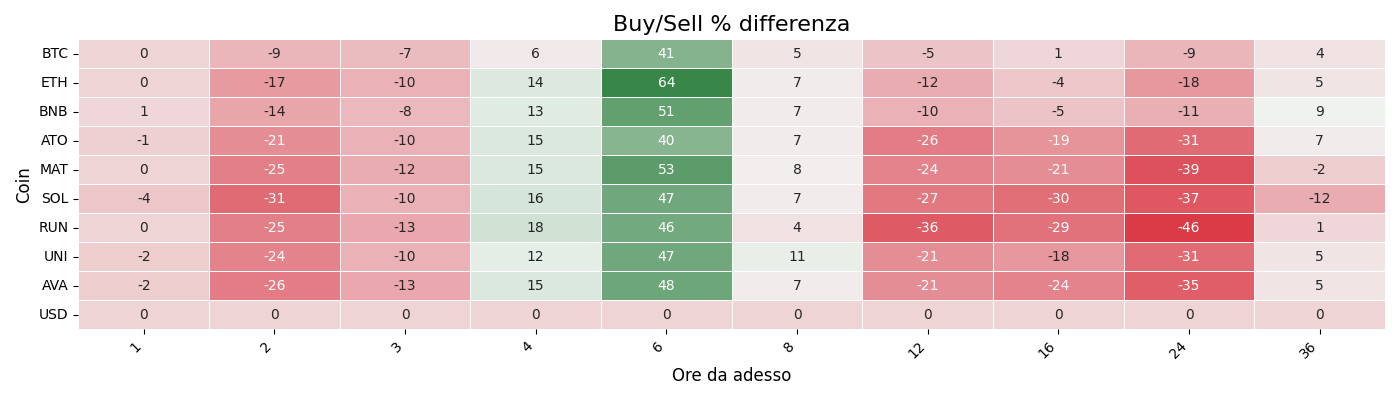 Buy/Sell % differenza
BTC 0 -9 -7 6 41 5 -5 1 -9 4
ETH 0 -17 -10 14 64 7 -12 -4 -18 5
BNB 1 -14 -8 13 51 7 -10 -5 -11 9
ATO -1 -21 -10 15 40 7 -26 -19 -31 7
MAT 0 -25 -12 15 53 8 -24 -21 -39 -2
SOL -4 -31 -10 16 47 7 -27 -30 -37 -12
RUN 0 -25 -13 18 46 4 -36 -29 -46 1
UNI -2 -24 -10 12 47 11 -21 -18 -31 5
AVA -2 -26 -13 15 48 7 -21 -24 -35 5
USD 0 0 0 0 0 0 0 0 0 0
Coin
1 2 3 4 6 8 12 16 24 36
Ore da adesso